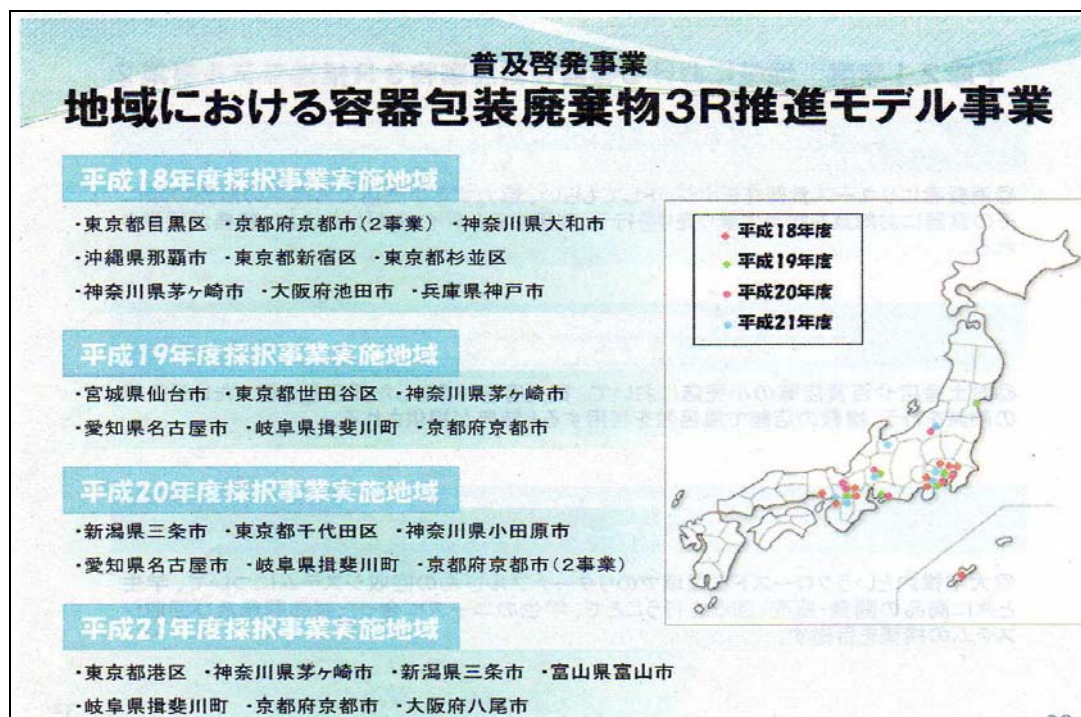 普及啓発事業
地域における容器包装廃棄物3R推進モデル事業
平成18年度採択事業実施地域
・東京都目黒区 ・京都府京都市(2事業) ・神奈川県大和市
・沖縄県那覇市 ・東京都新宿区 ・東京都杉並区
・神奈川県茅ヶ崎市 ・大阪府池田市 ・兵庫県神戸市
平成19年度採択事業実施地域
・宮城県仙台市 ・東京都世田谷区 ・神奈川県茅ヶ崎市
・愛知県名古屋市 ・岐阜県揖斐川町 ・京都府京都市
平成20年度採択事業実施地域
・新潟県三条市 ・東京都千代田区 ・神奈川県小田原市
・愛知県名古屋市 ・岐阜県揖斐川町 ・京都府京都市(2事業)
平成21年度採択事業実施地域
・東京都港区 ・神奈川県茅ヶ崎市 ・新潟県三条市 ・富山県富山市
・岐阜県揖斐川町 ・京都府京都市 ・大阪府八尾市
平成18年度
平成19年度
平成20年度
平成21年度